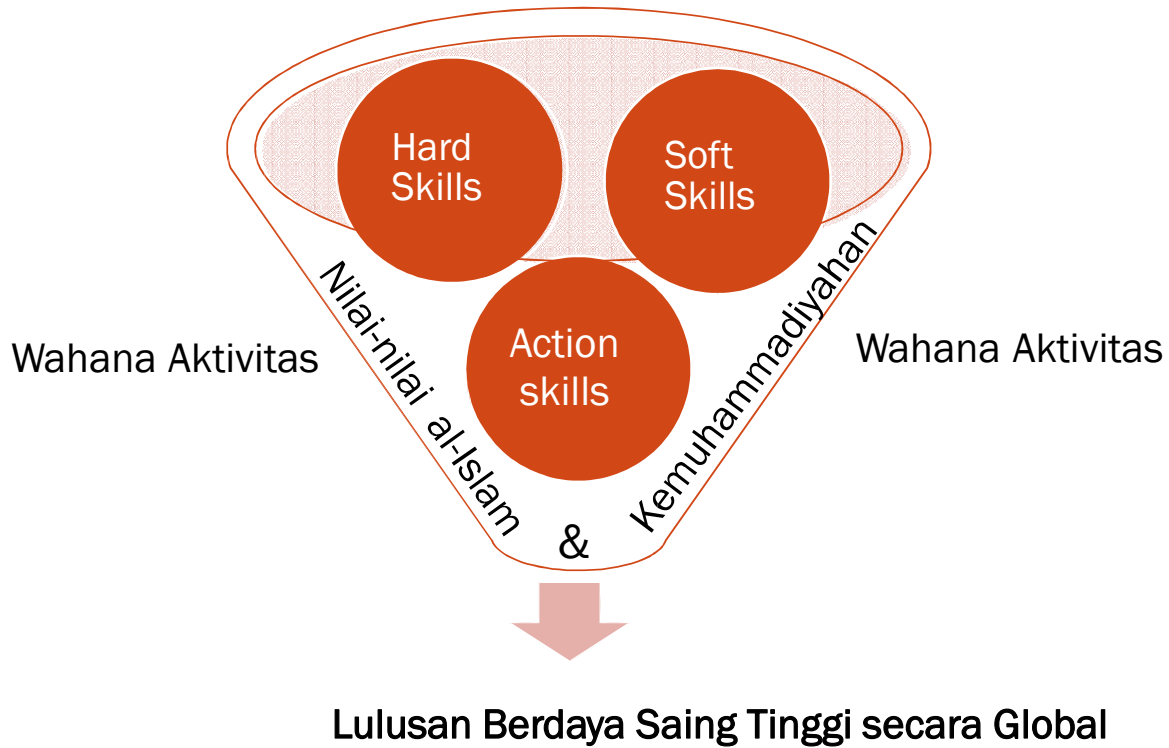 Hard
Skills
Soft
Skills
Action
skills
Nilai-nilai al-Islam
&
Kemuhammadiyahan
Wahana Aktivitas
Wahana Aktivitas
Lulusan Berdaya Saing Tinggi secara Global